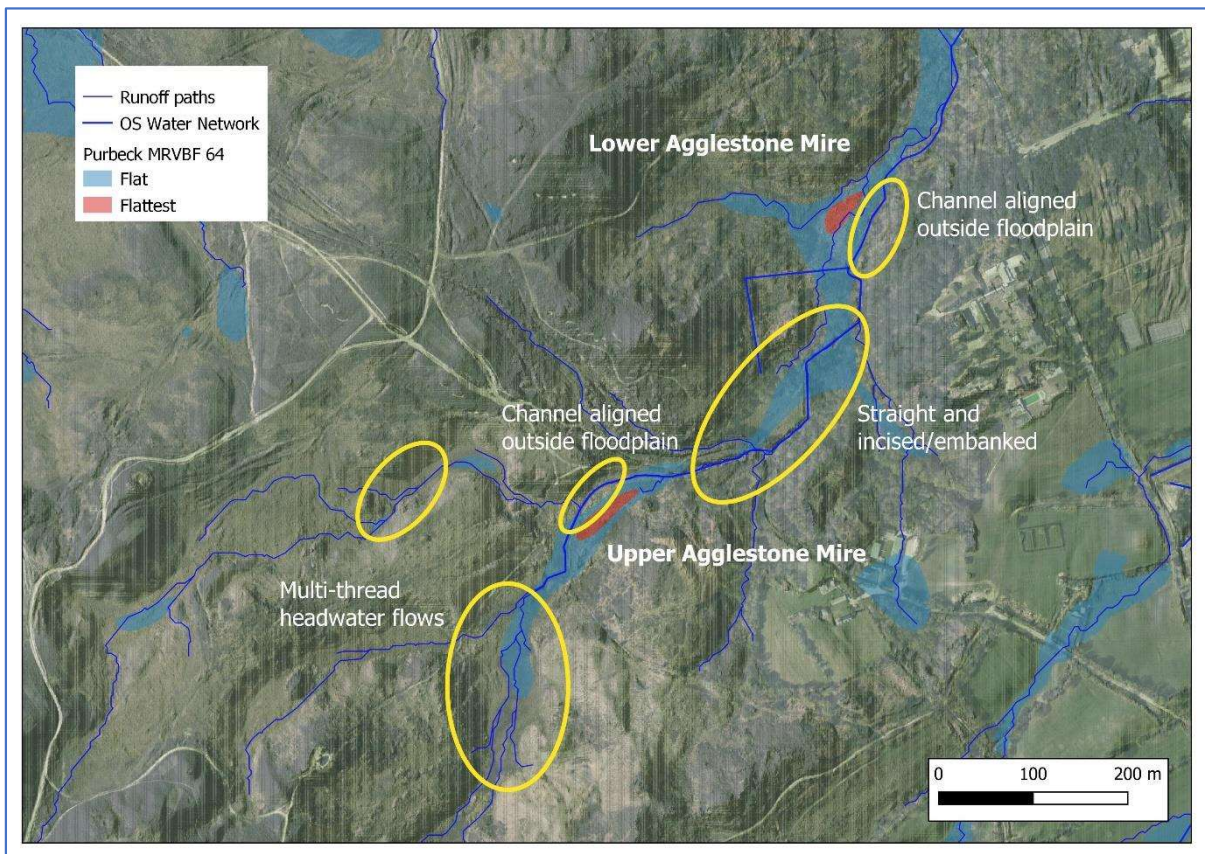 Runoff paths
OS Water Network
Purbeck MRVBF 64
Flat
Flattest
Lower Agglestone Mire
Channel aligned
outside floodplain
Channel aligned
outside floodplain
Straight and
incised/embanked
Upper Agglestone Mire
Multi-thread
headwater flows
0 100 200 m